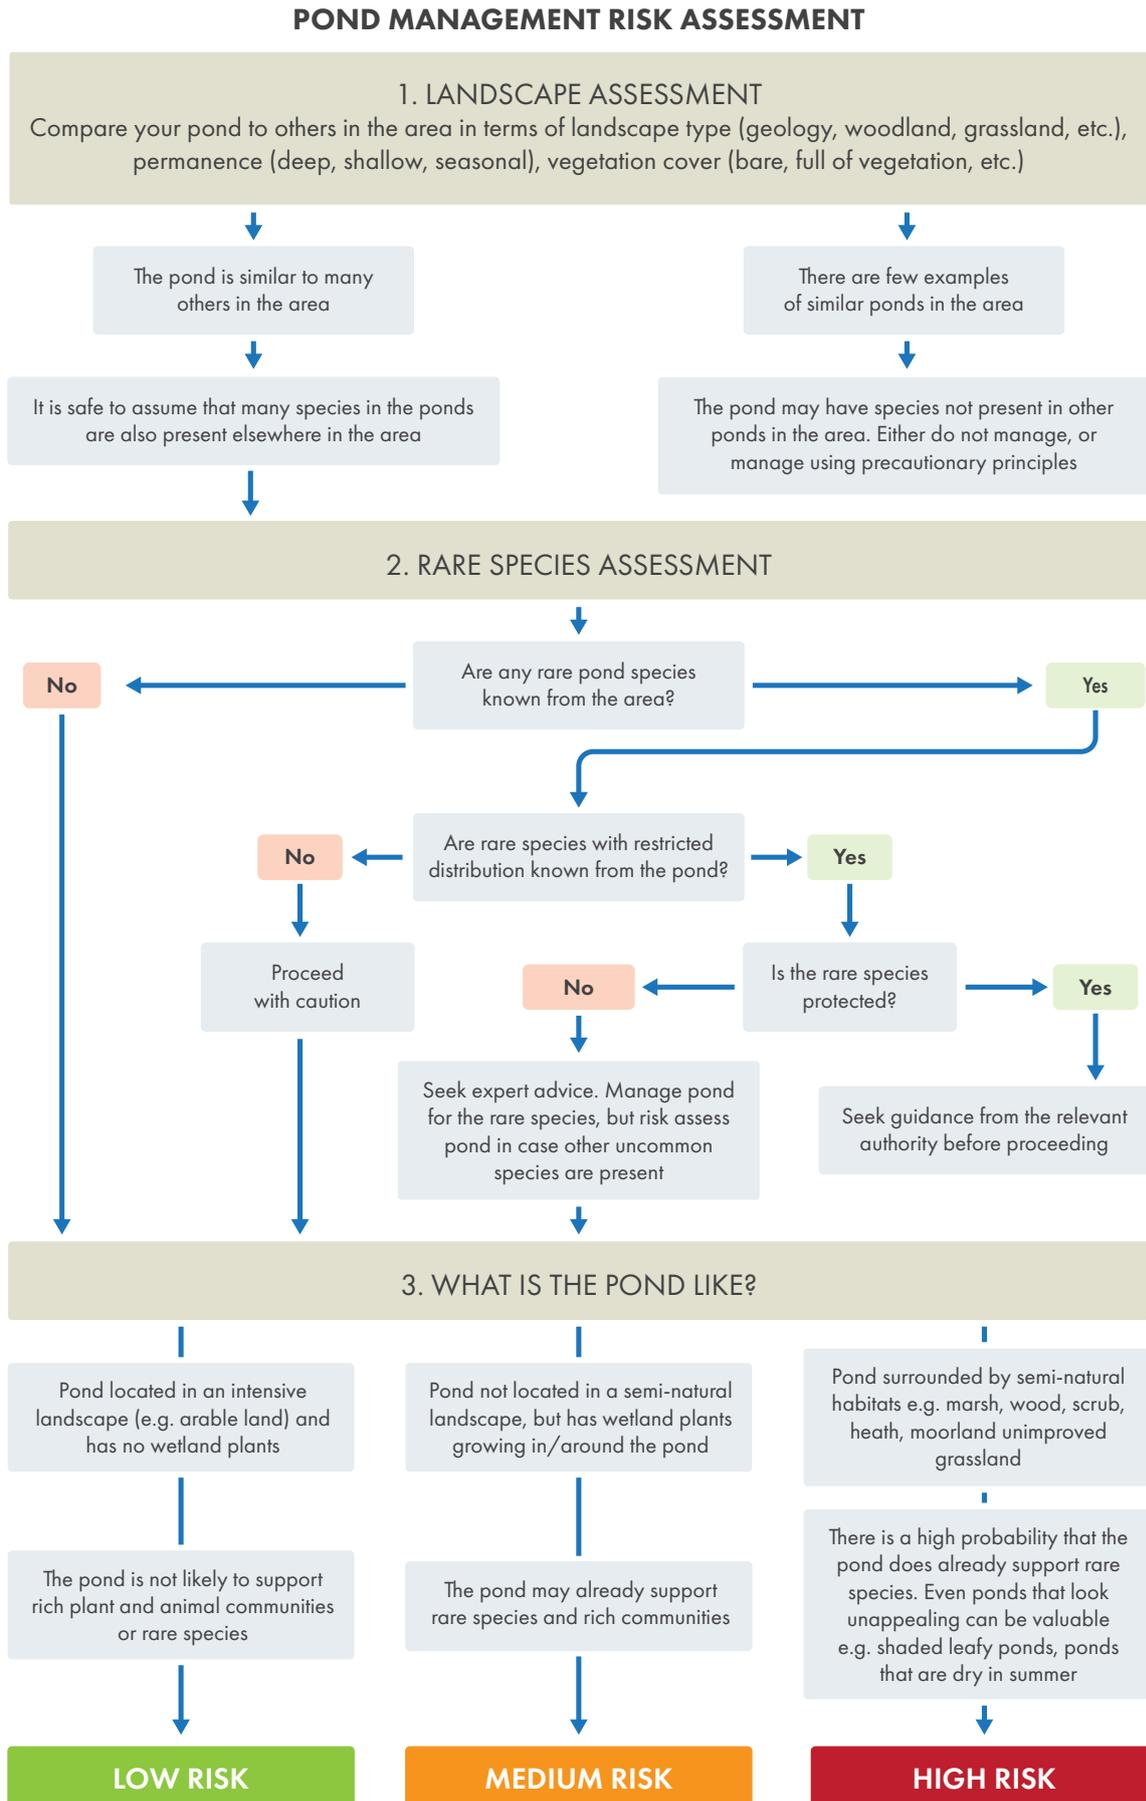 POND MANAGEMENT RISK ASSESSMENT
1. LANDSCAPE ASSESSMENT
Compare your pond to others in the area in terms of landscape type (geology, woodland, grassland, etc.),
permanence (deep, shallow, seasonal), vegetation cover (bare, full of vegetation, etc.)
The pond is similar to many
others in the area
There are few examples
of similar ponds in the area
It is safe to assume that many species in the ponds
are also present elsewhere in the area
The pond may have species not present in other
ponds in the area. Either do not manage, or
manage using precautionary principles
2. RARE SPECIES ASSESSMENT
No
Are any rare pond species
known from the area?
Yes
No
Are rare species with restricted
distribution known from the pond?
Yes
Proceed
with caution
No
Is the rare species
protected?
Yes
Seek expert advice. Manage pond
for the rare species, but risk assess
pond in case other uncommon
species are present
Seek guidance from the relevant
authority before proceeding
3. WHAT IS THE POND LIKE?
Pond located in an intensive
landscape (e.g. arable land) and
has no wetland plants
Pond not located in a semi-natural
landscape, but has wetland plants
growing in/around the pond
Pond surrounded by semi-natural
habitats e.g. marsh, wood, scrub,
heath, moorland unimproved
grassland
The pond is not likely to support
rich plant and animal communities
or rare species
The pond may already support
rare species and rich communities
There is a high probability that the
pond does already support rare
species. Even ponds that look
unappealing can be valuable
e.g. shaded leafy ponds, ponds
that are dry in summer
LOW RISK
MEDIUM RISK
HIGH RISK